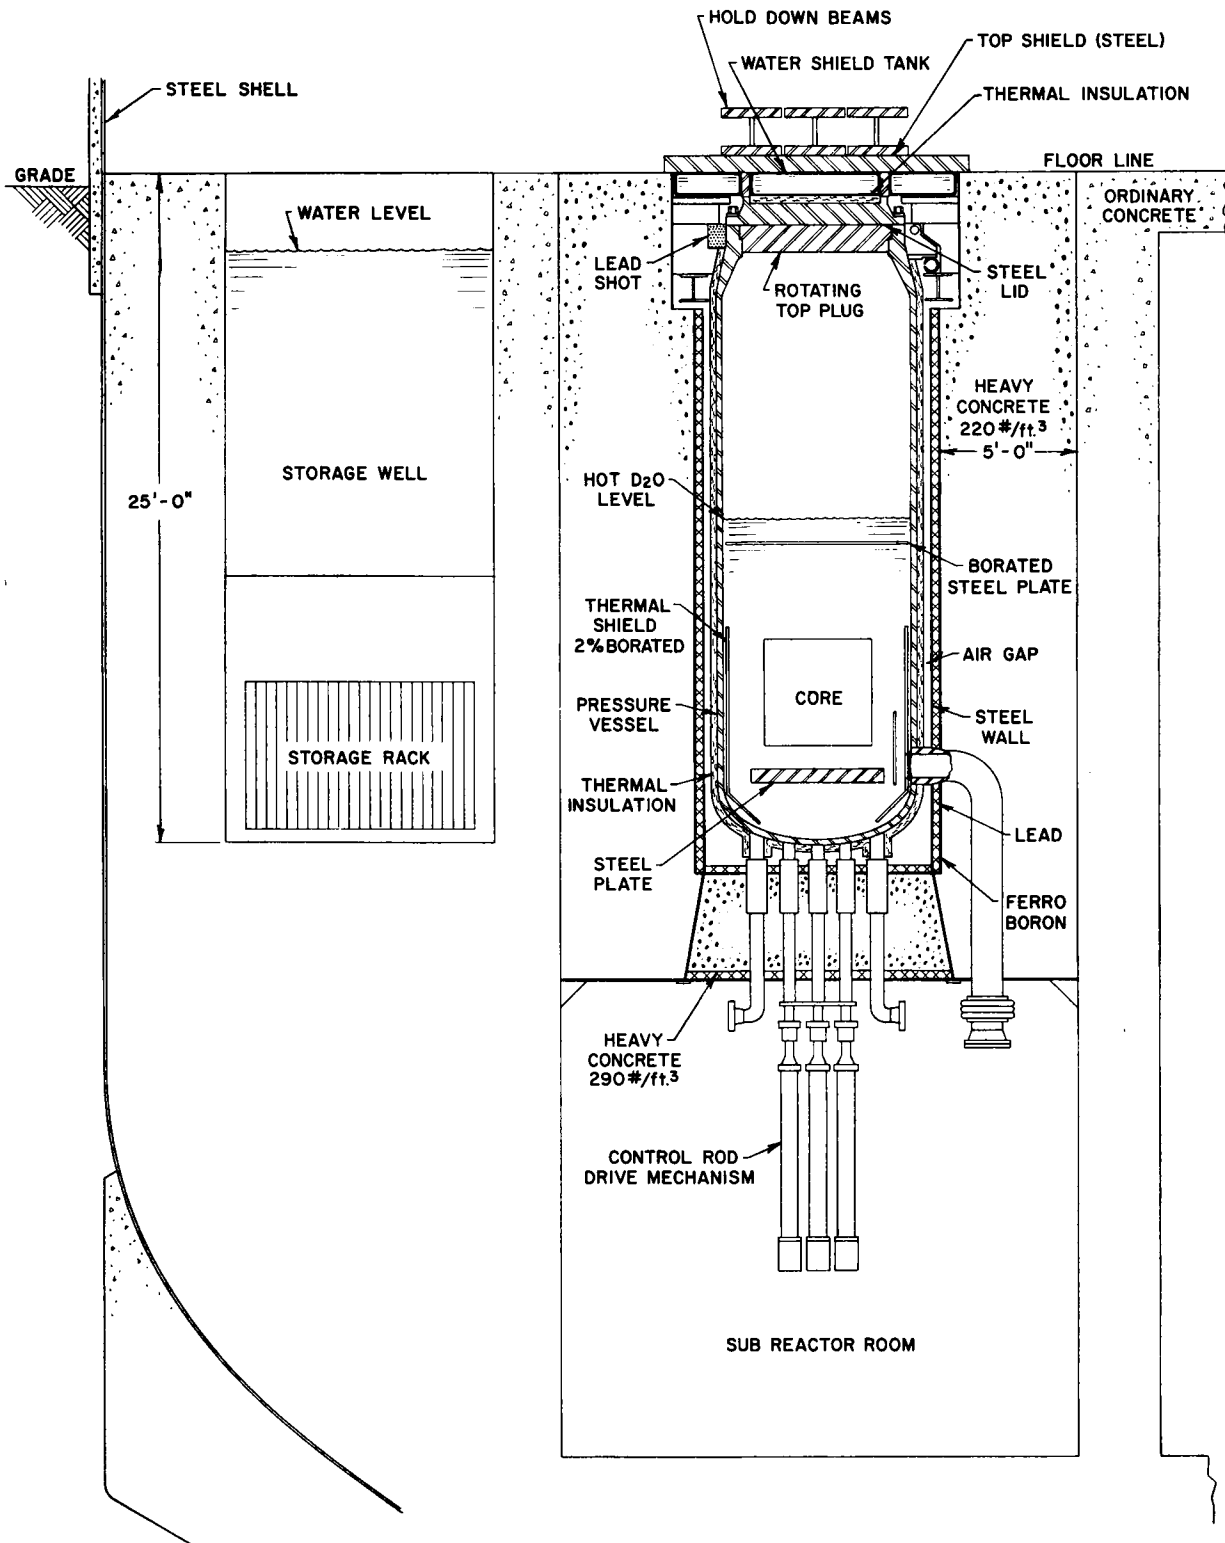 HOLD DOWN BEAMS
TOP SHIELD (STEEL)
WATER SHIELD TANK
STEEL SHELL
THERMAL INSULATION
GRADE
FLOOR LINE
WATER LEVEL
ORDINARY
CONCRETE
LEAD
SHOT
ROTATING
TOP PLUG
STEEL
LID
HEAVY
CONCRETE
220#/ft.³
5'-0"
STORAGE WELL
25'-0"
HOT D₂O
LEVEL
BORATED
STEEL PLATE
THERMAL
SHIELD
2% BORATED
AIR GAP
CORE
PRESSURE
VESSEL
STEEL
WALL
STORAGE RACK
THERMAL
INSULATION
LEAD
STEEL
PLATE
FERRO
BORON
HEAVY
CONCRETE
290#/ft.³
CONTROL ROD
DRIVE MECHANISM
SUB REACTOR ROOM